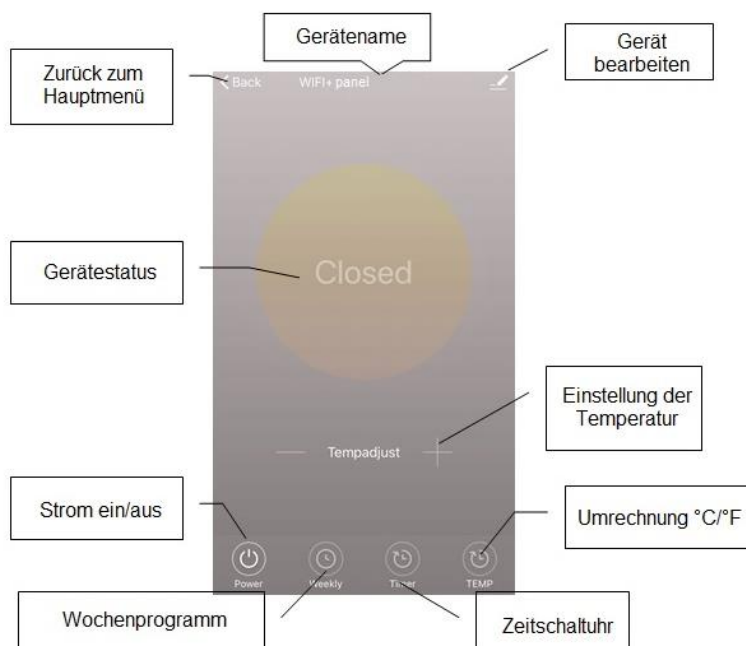 Gerätename
Gerät
bearbeiten
Zurück zum
Hauptmenü
Back
WIFI+ panel
Gerätestatus
Closed
Einstellung der
Temperatur
Tempadjust
Strom ein/aus
Umrechnung °C/°F
Power
Weekly
Timer
TEMP
Wochenprogramm
Zeitschaltuhr